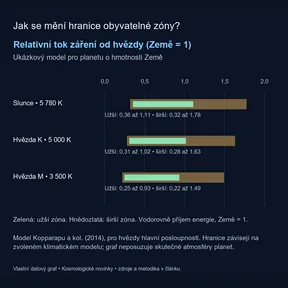 Jak se mění hranice obyvatelné zóny?
Relativní tok záření od hvězdy (Země = 1)
Ukázkový model pro planetu o hmotnosti Země
0,0 0,5 1,0 1,5 2,0
Slunce • 5 780 K
Užší: 0,36 až 1,11 • širší: 0,32 až 1,78
Hvězda K • 5 000 K
Užší: 0,31 až 1,02 • širší: 0,28 až 1,63
Hvězda M • 3 500 K
Užší: 0,25 až 0,93 • širší: 0,22 až 1,49
Zelená: užší zóna. Hnědozlatá: širší zóna. Vodorovně příjem energie, Země = 1.
Model Kopparapu a kol. (2014), pro hvězdy hlavní posloupnosti. Hranice závisejí na
zvoleném klimatickém modelu; graf neposuzuje skutečné atmosféry planet.
Vlastní datový graf • Kosmologické novinky • zdroje a metodika v článku